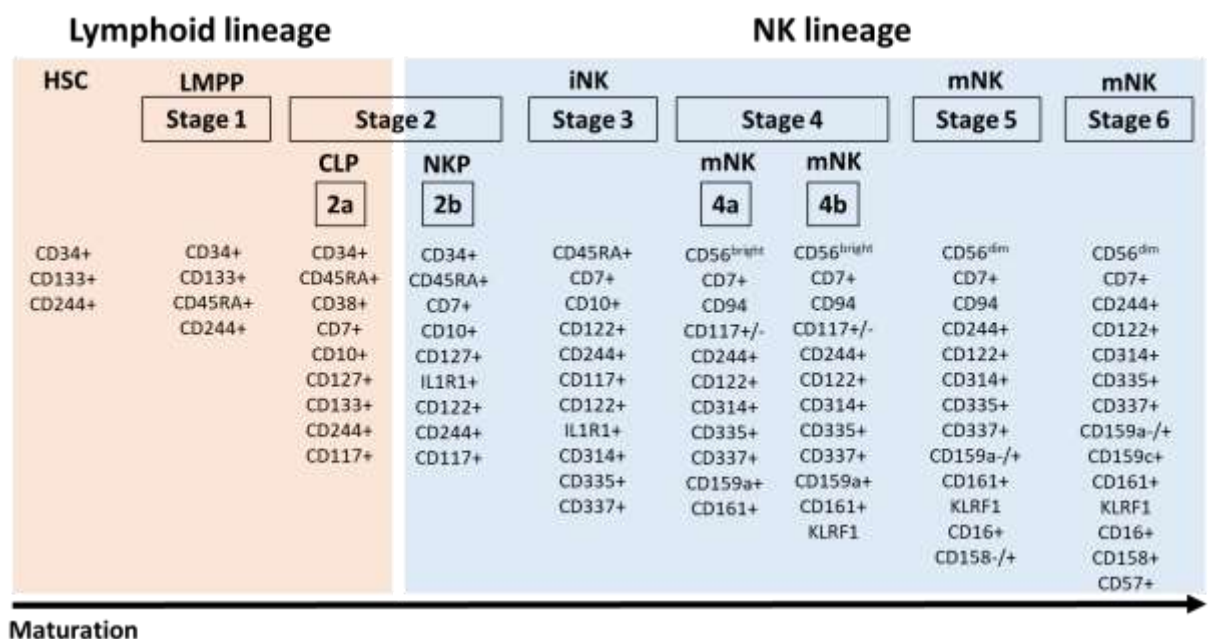 Lymphoid lineage NK lineage
HSC LMPP iNK mNK mNK
Stage 1 Stage 2 Stage 3 Stage 4 Stage 5 Stage 6
CLP NKP mNK mNK
2a 2b 4a 4b
CD34+ CD34+ CD34+ CD34+ CD45RA+ CD56bright CD56bright CD56dim CD56dim
CD133+ CD133+ CD45RA+ CD45RA+ CD7+ CD7+ CD7+ CD7+ CD7+
CD244+ CD45RA+ CD38+ CD7+ CD10+ CD94 CD94 CD94 CD244+
CD244+ CD7+ CD10+ CD122+ CD117+/- CD117+/- CD244+ CD122+
CD10+ CD127+ CD244+ CD244+ CD244+ CD122+ CD314+
CD127+ IL1R1+ CD117+ CD122+ CD122+ CD314+ CD335+
CD133+ CD122+ CD122+ CD314+ CD314+ CD335+ CD337+
CD244+ CD244+ IL1R1+ CD335+ CD335+ CD337+ CD159a-/+
CD117+ CD117+ CD314+ CD337+ CD337+ CD159a-/+ CD159c+
CD335+ CD159a+ CD159a+ CD161+ CD161+
CD337+ CD161+ CD161+ KLRF1 KLRF1
KLRF1 CD16+ CD16+
CD158-/+ CD158+
CD57+
Maturation